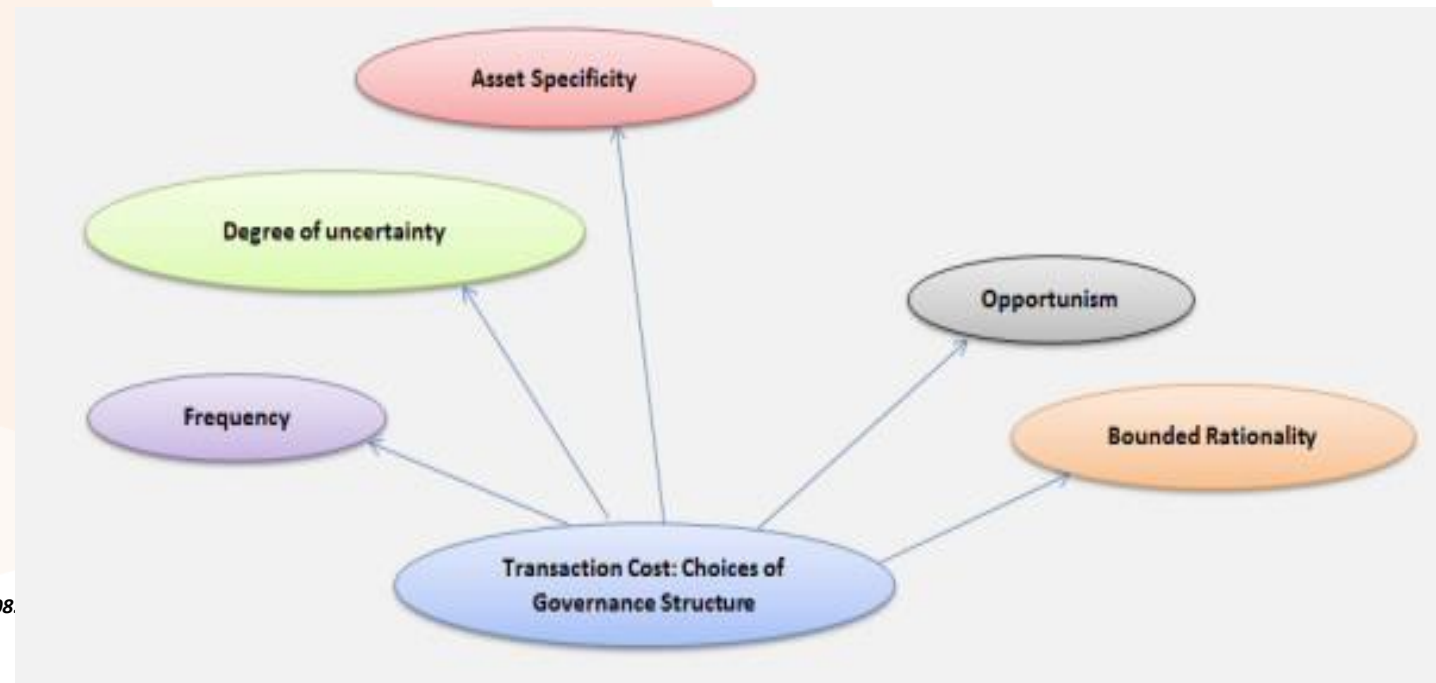 Asset Specificity
Degree of uncertainty
Opportunism
Frequency
Bounded Rationality
Transaction Cost: Choices of
Governance Structure